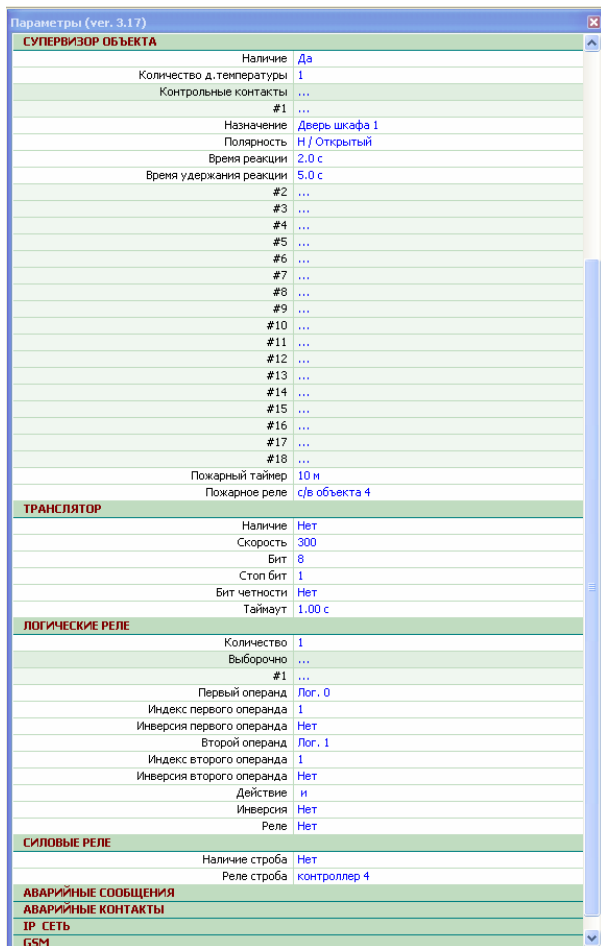 Параметры (ver. 3.17)
СУПЕРВИЗОР ОБЪЕКТА
Наличие Да
Количество д.температуры 1
Контрольные контакты ...
#1 ...
Назначение Дверь шкафа 1
Полярность Н / Открытый
Время реакции 2.0 с
Время удержания реакции 5.0 с
#2 ...
#3 ...
#4 ...
#5 ...
#6 ...
#7 ...
#8 ...
#9 ...
#10 ...
#11 ...
#12 ...
#13 ...
#14 ...
#15 ...
#16 ...
#17 ...
#18 ...
Пожарный таймер 10 м
Пожарное реле с/в объекта 4
ТРАНСЛЯТОР
Наличие Нет
Скорость 300
Бит 8
Стоп бит 1
Бит четности Нет
Таймаут 1.00 с
ЛОГИЧЕСКИЕ РЕЛЕ
Количество 1
Выборочно ...
#1 ...
Первый операнд Лог. 0
Индекс первого операнда 1
Инверсия первого операнда Нет
Второй операнд Лог. 1
Индекс второго операнда 1
Инверсия второго операнда Нет
Действие и
Инверсия Нет
Реле Нет
СИЛОВЫЕ РЕЛЕ
Наличие строба Нет
Реле строба контроллер 4
АВАРИЙНЫЕ СООБЩЕНИЯ
АВАРИЙНЫЕ КОНТАКТЫ
IP СЕТЬ
GSM